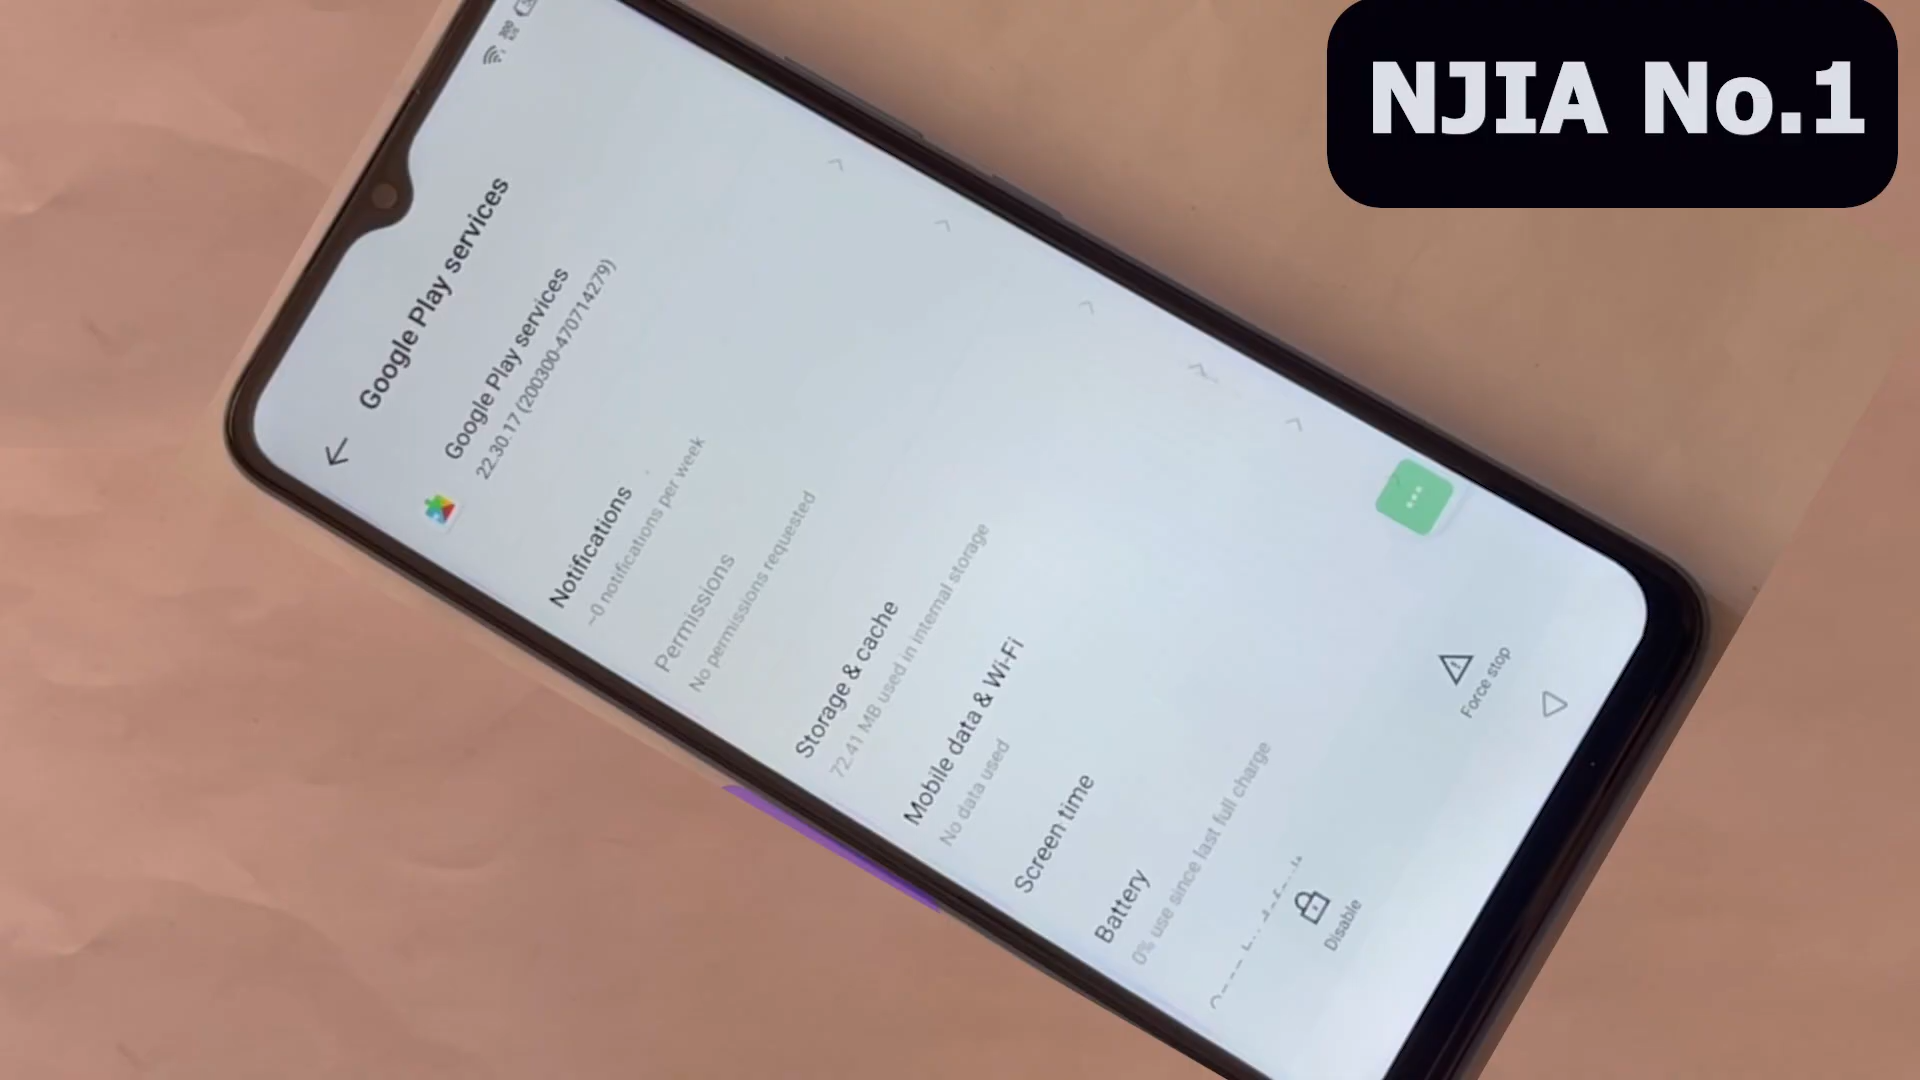 NJIA No.1
Google Play services
Google Play services
22.30.17 (200300-470714279)
Notifications
~0 notifications per week
Permissions
No permissions requested
Storage & cache
72.41 MB used in internal storage
Mobile data & Wi-Fi
No data used
Screen time
Battery
0% use since last full charge
Disable
Force stop